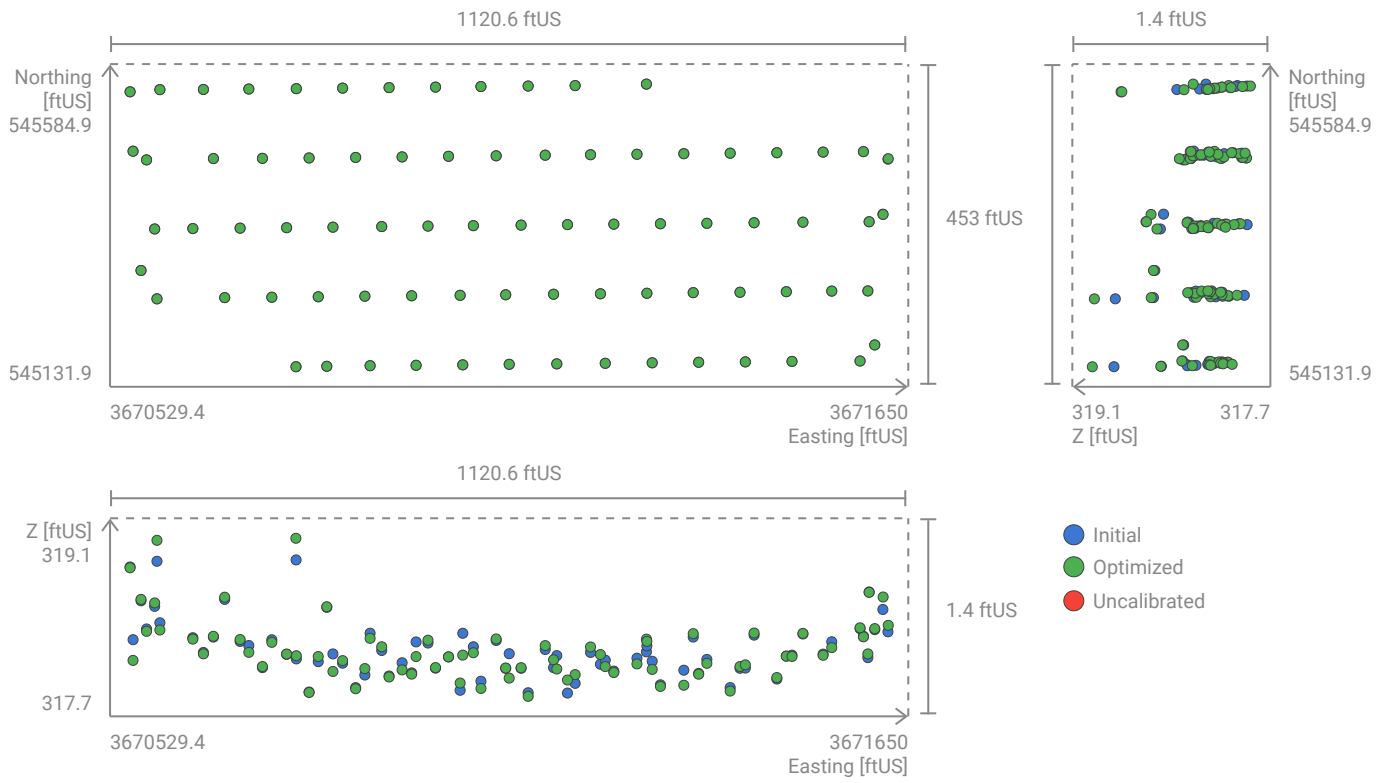 1120.6 ftUS
1.4 ftUS
Northing
[ftUS]
545584.9
545131.9
453 ftUS
3670529.4
3671650
Easting [ftUS]
Northing
[ftUS]
545584.9
545131.9
319.1
317.7
Z [ftUS]
1120.6 ftUS
Z [ftUS]
319.1
317.7
1.4 ftUS
3670529.4
3671650
Easting [ftUS]
Initial
Optimized
Uncalibrated